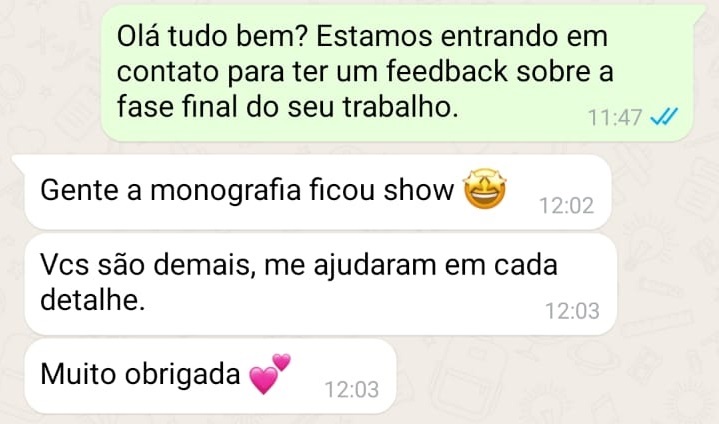 Olá tudo bem? Estamos entrando em
contato para ter um feedback sobre a
fase final do seu trabalho.
11:47
Gente a monografia ficou show 🤩
12:02
Vcs são demais, me ajudaram em cada
detalhe.
12:03
Muito obrigada 💕
12:03